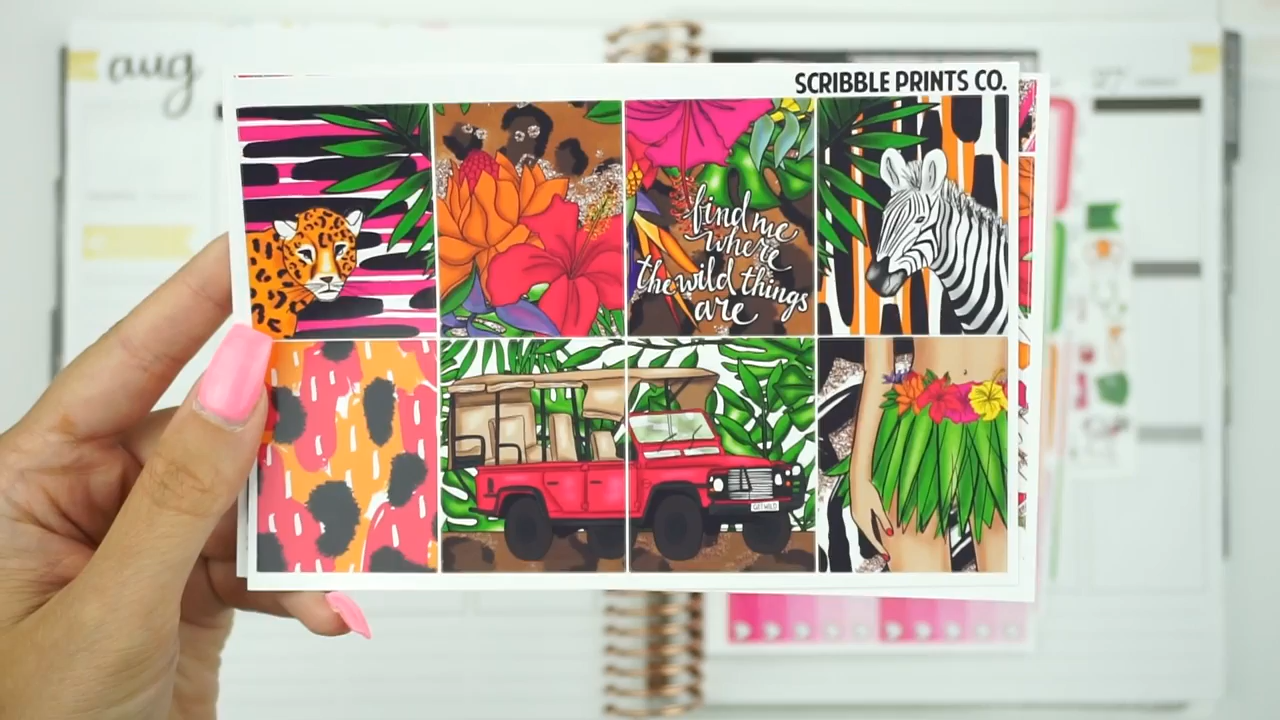 aug
SCRIBBLE PRINTS CO.
find me
where
the wild things
are
GET WILD